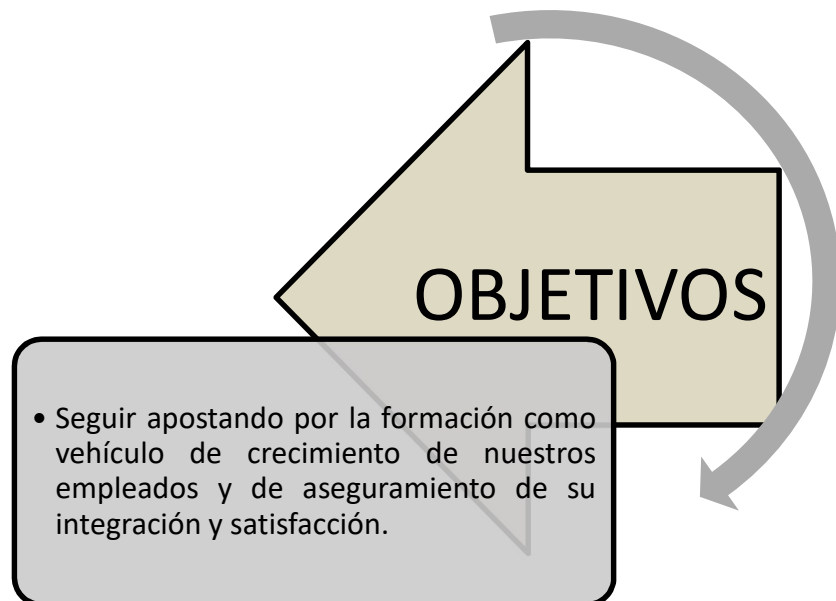 OBJETIVOS
• Seguir apostando por la formación como
vehículo de crecimiento de nuestros
empleados y de aseguramiento de su
integración y satisfacción.